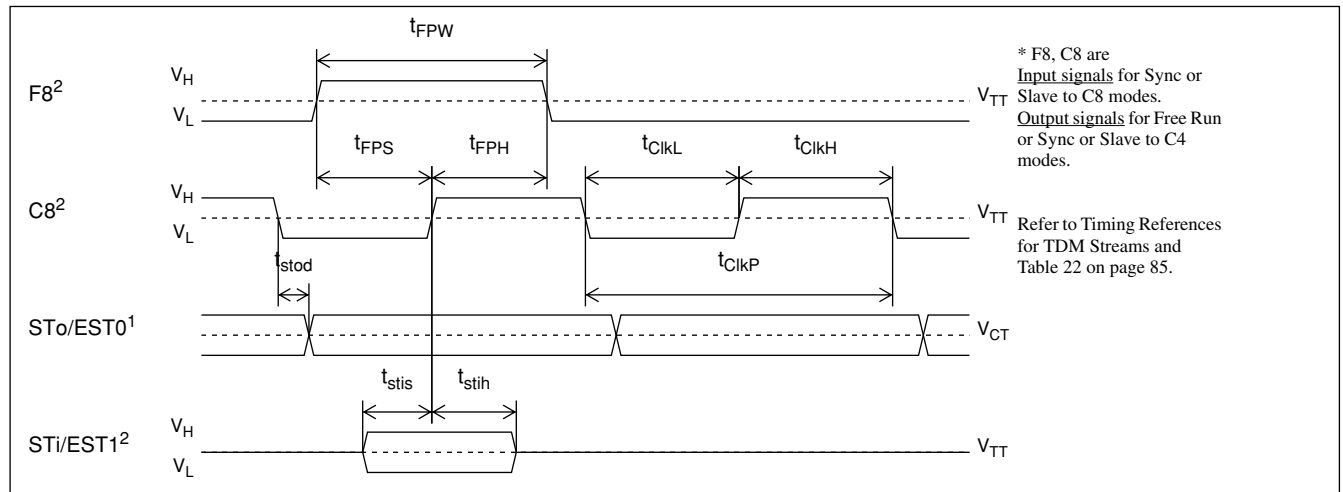 tFPW
F8²
VH
VL
VTT
* F8, C8 are
Input signals for Sync or
Slave to C8 modes.
Output signals for Free Run
or Sync or Slave to C4
modes.
tFPS
tFPH
tClkL
tClkH
C8²
VH
VL
VTT
Refer to Timing References
for TDM Streams and
Table 22 on page 85.
tstod
tClkP
STo/EST0¹
VCT
tstis
tstih
STi/EST1²
VH
VL
VTT